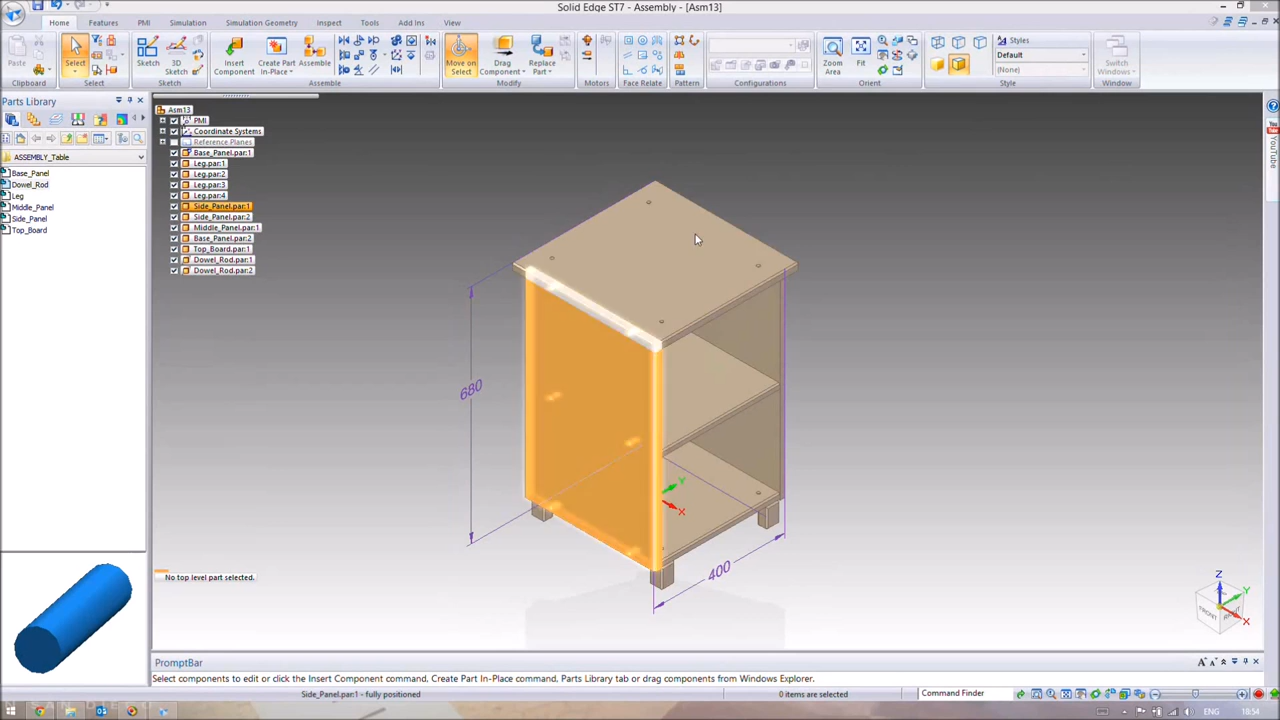 Solid Edge ST7 - Assembly - [Asm13]
Home Features PMI Simulation Simulation Geometry Inspect Tools Add Ins View
Paste
Select
Sketch
3D Sketch
Insert Component
Create Part In-Place
Assemble
Move on Select
Drag Component
Replace Part
Zoom Area
Fit
Styles
Default
(None)
Switch Windows
Clipboard Select Sketch Assemble Modify Motors Face Relate Pattern Configurations Orient Style Window
Parts Library
ASSEMBLY_Table
Base_Panel
Dowel_Rod
Leg
Middle_Panel
Side_Panel
Top_Board
Asm13
PMI
Coordinate Systems
Reference Planes
Base_Panel.par:1
Leg.par:1
Leg.par:2
Leg.par:3
Leg.par:4
Side_Panel.par:1
Side_Panel.par:2
Middle_Panel.par:1
Base_Panel.par:2
Top_Board.par:1
Dowel_Rod.par:1
Dowel_Rod.par:2
YouTube
680
400
Y
X
No top level part selected.
Z
Y
X
FRONT
RIGHT
PromptBar
Select components to edit or click the Insert Component command, Create Part In-Place command, Parts Library tab or drag components from Windows Explorer.
Side_Panel.par:1 - fully positioned
0 items are selected
Command Finder
ENG
18:54